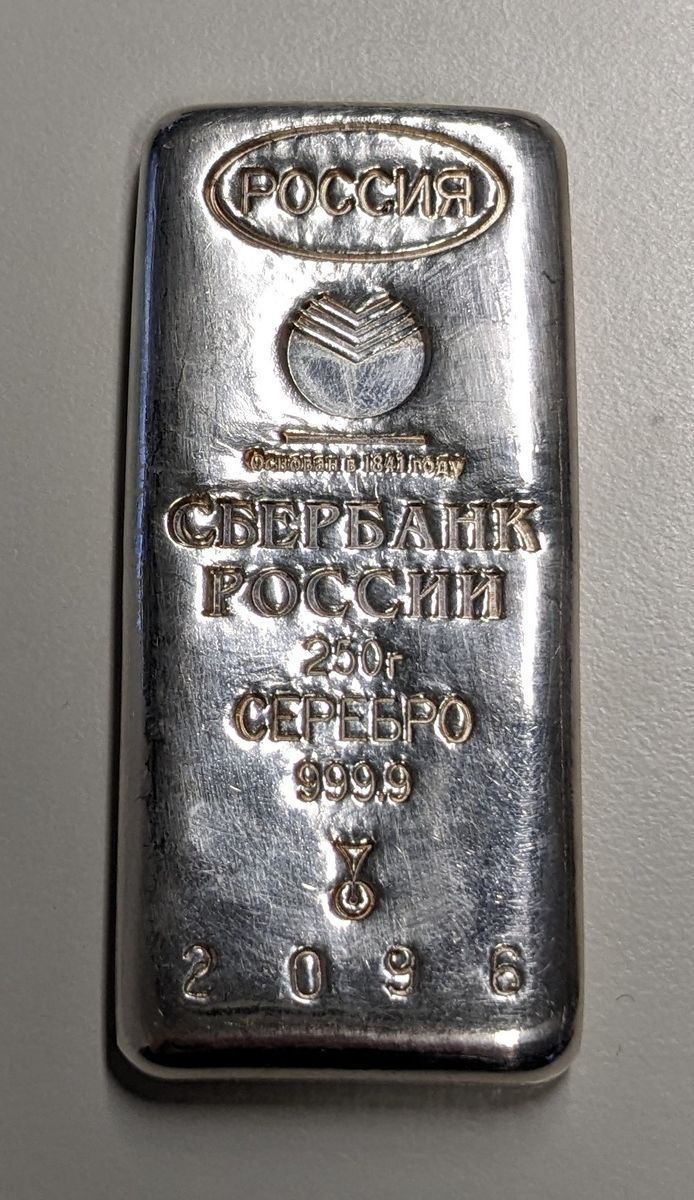 РОССИЯ
Основан в 1841 году
СБЕРБАНК
РОССИИ
250г
СЕРЕБРО
999.9
2096